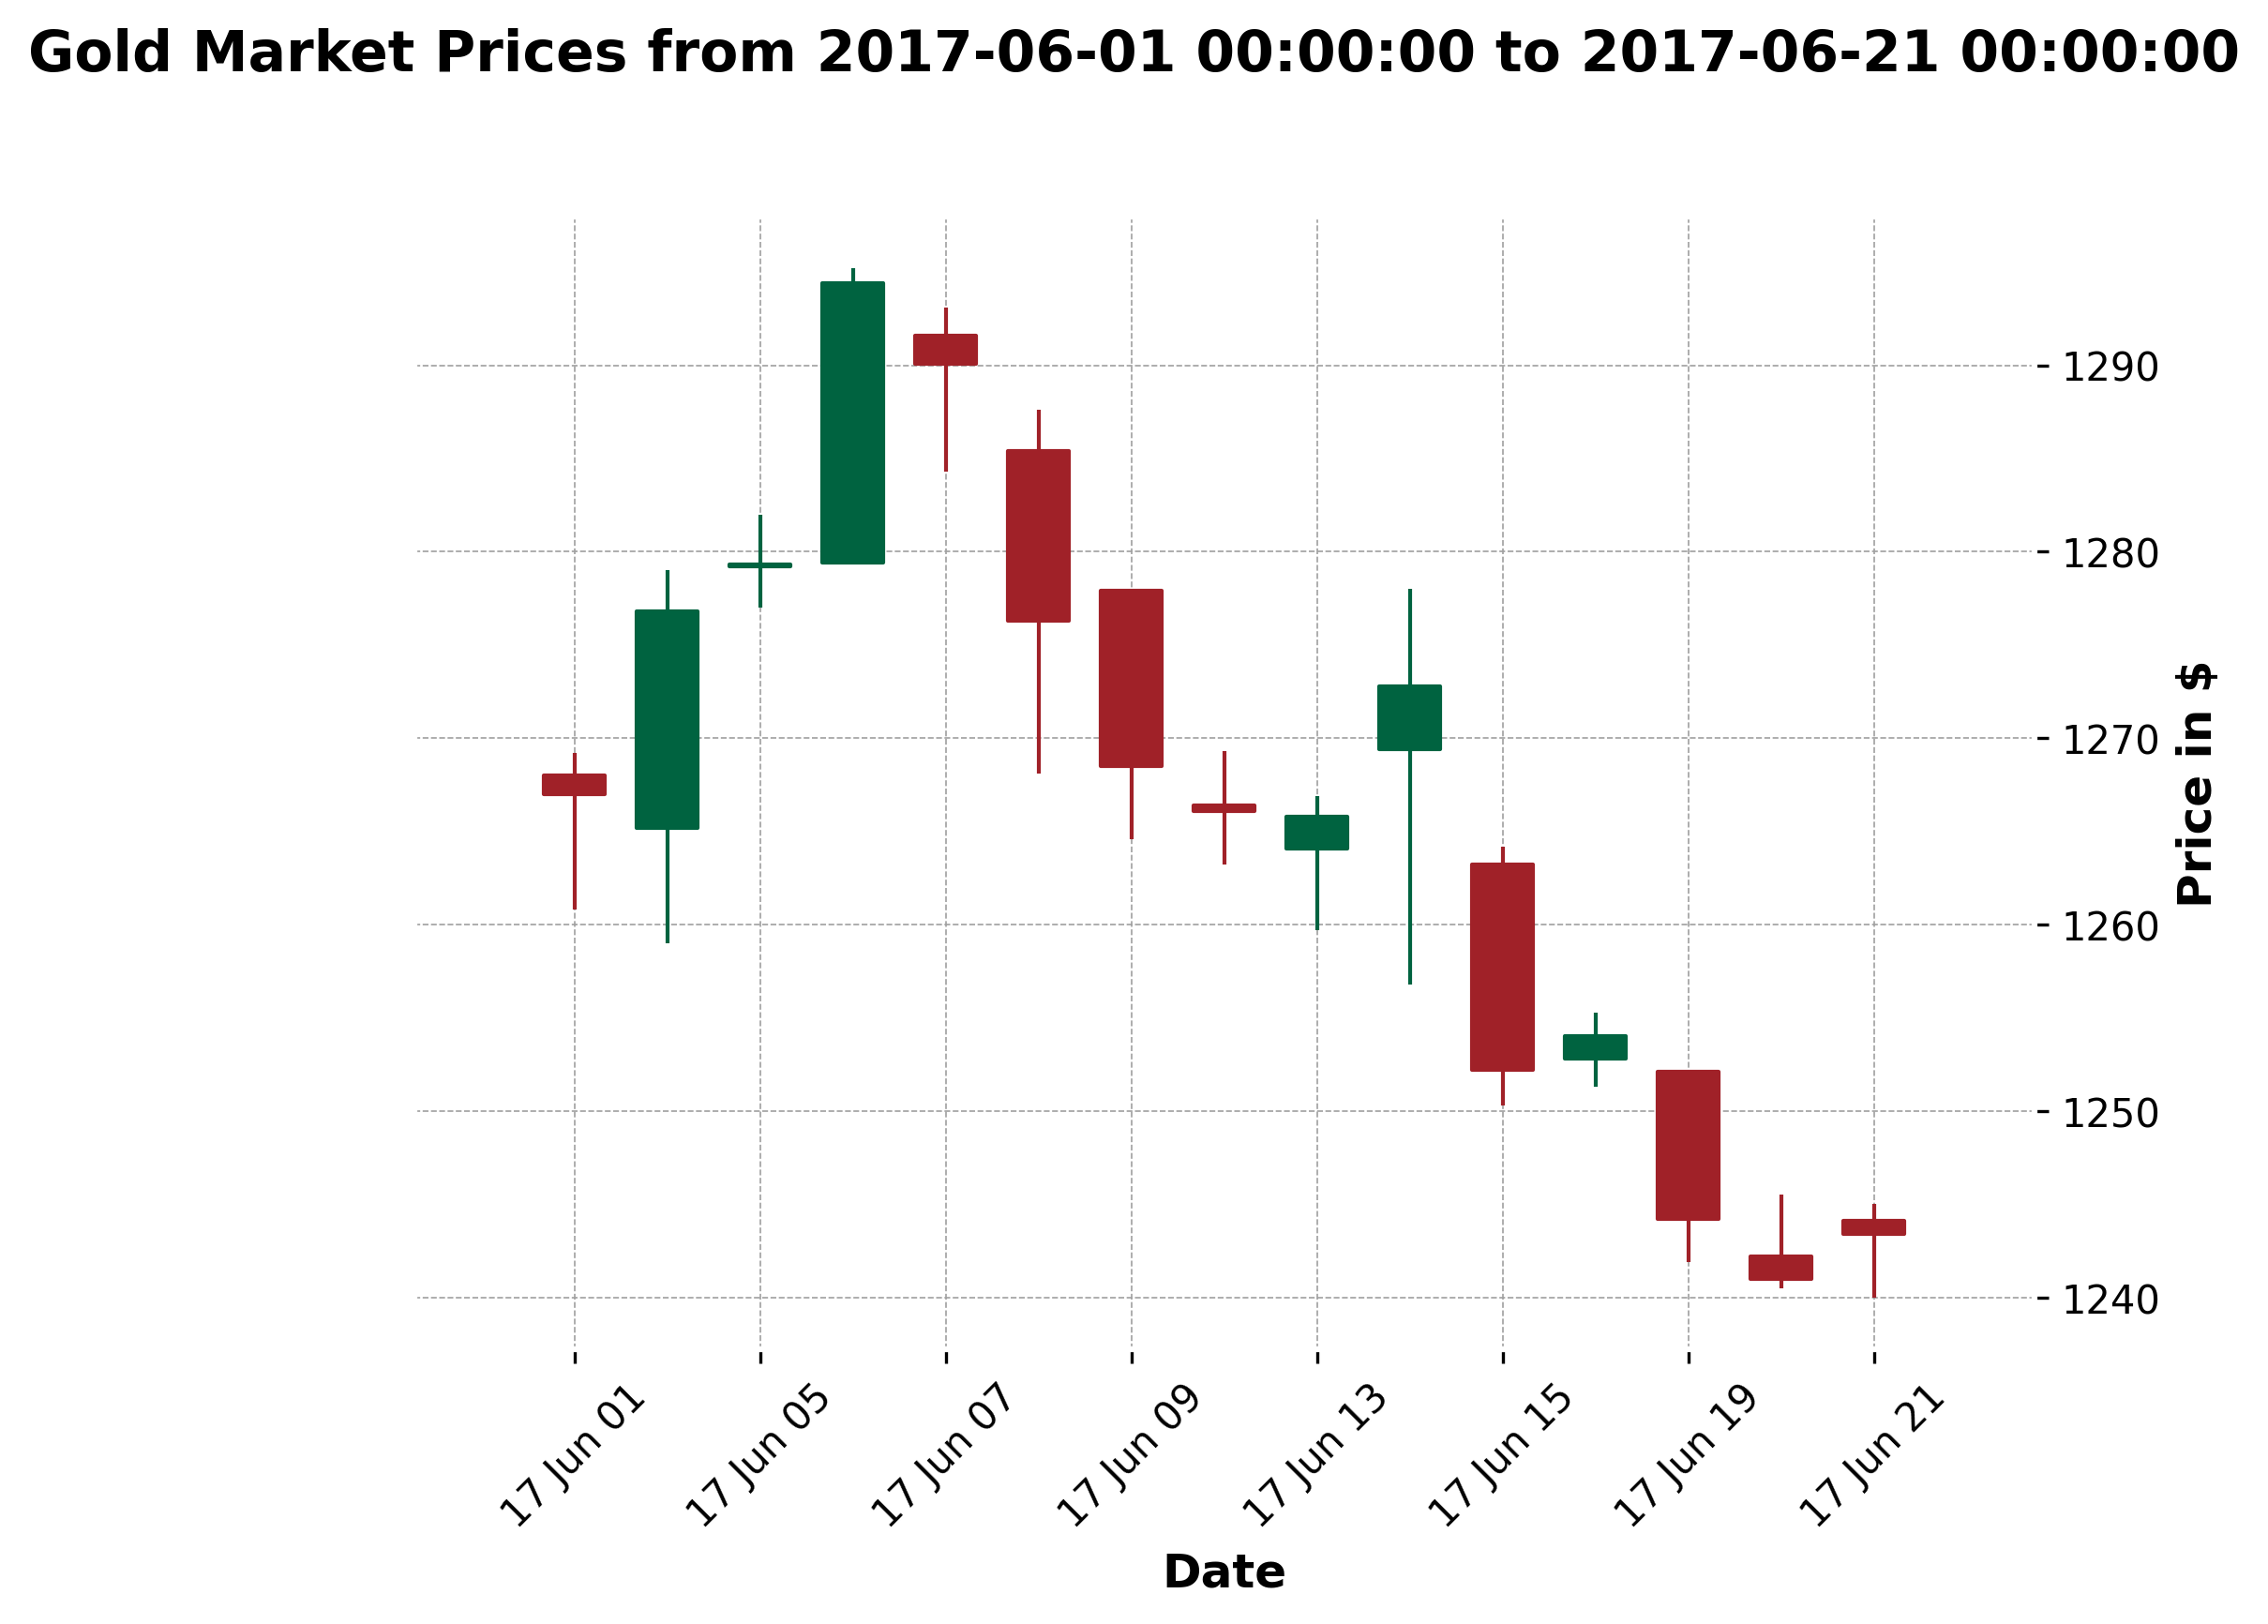 Gold Market Prices from 2017-06-01 00:00:00 to 2017-06-21 00:00:00
1290
1280
1270
1260
1250
1240
Price in $
17 Jun 01
17 Jun 05
17 Jun 07
17 Jun 09
17 Jun 13
17 Jun 15
17 Jun 19
17 Jun 21
Date